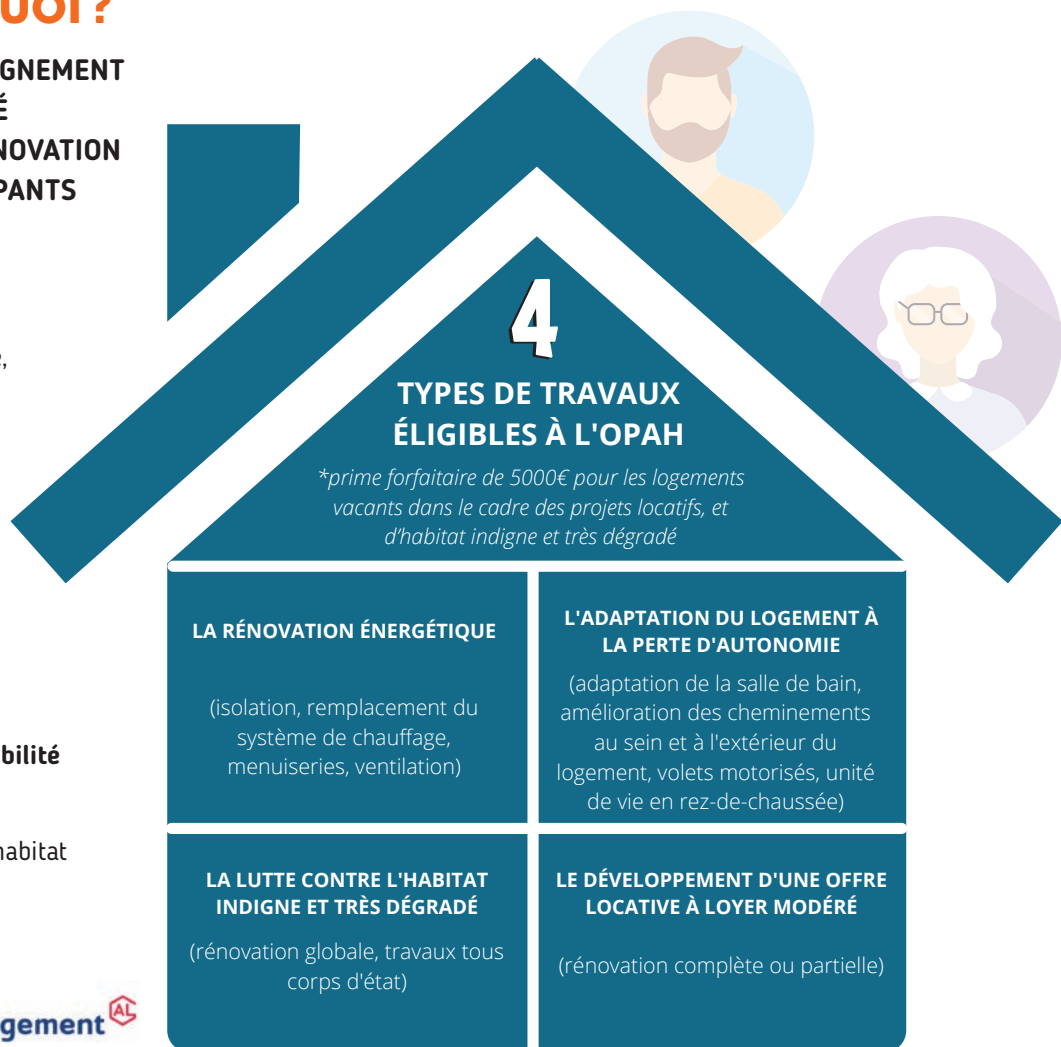 UOI?
GNEMENT
É
NOVATION
PANTS
,
bilité
habitat
gement
AL
4
TYPES DE TRAVAUX
ÉLIGIBLES À L'OPAH
*prime forfaitaire de 5000€ pour les logements
vacants dans le cadre des projets locatifs, et
d'habitat indigne et très dégradé
LA RÉNOVATION ÉNERGÉTIQUE
(isolation, remplacement du
système de chauffage,
menuiseries, ventilation)
L'ADAPTATION DU LOGEMENT À
LA PERTE D'AUTONOMIE
(adaptation de la salle de bain,
amélioration des cheminements
au sein et à l'extérieur du
logement, volets motorisés, unité
de vie en rez-de-chaussée)
LA LUTTE CONTRE L'HABITAT
INDIGNE ET TRÈS DÉGRADÉ
(rénovation globale, travaux tous
corps d'état)
LE DÉVELOPPEMENT D'UNE OFFRE
LOCATIVE À LOYER MODÉRÉ
(rénovation complète ou partielle)